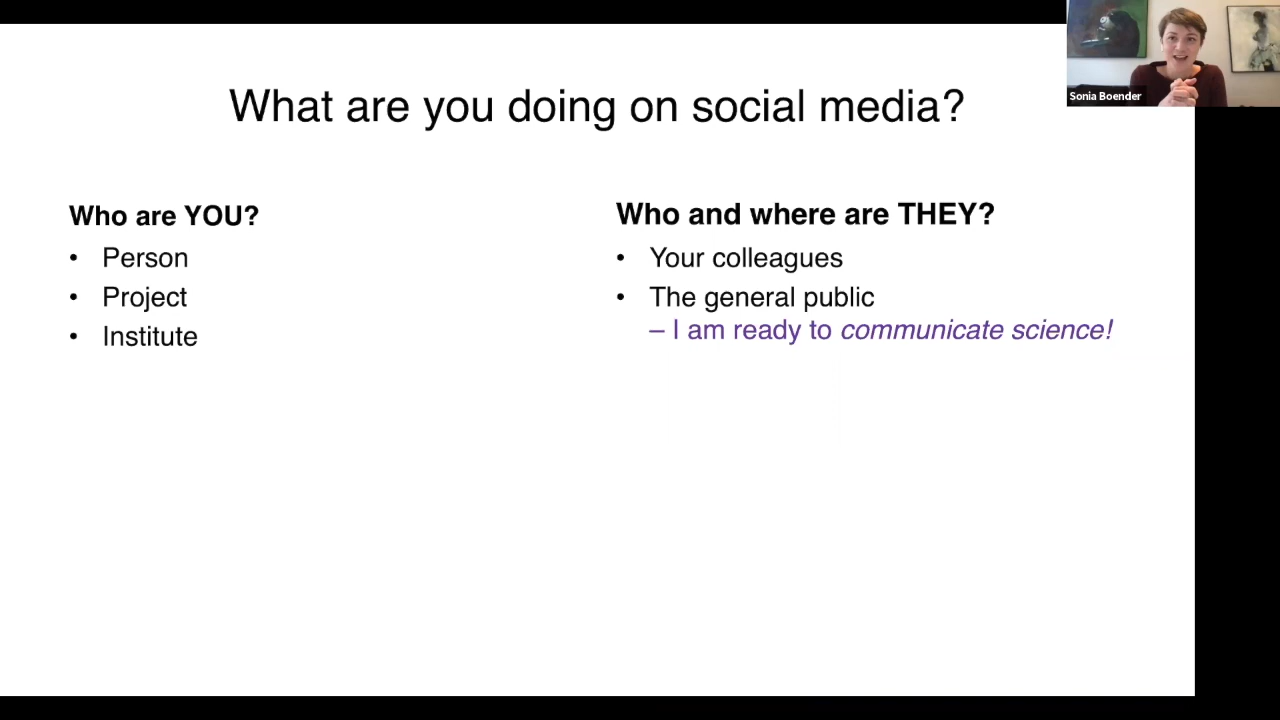 What are you doing on social media?
Sonia Boender
Who are YOU?
• Person
• Project
• Institute
Who and where are THEY?
• Your colleagues
• The general public
– I am ready to communicate science!